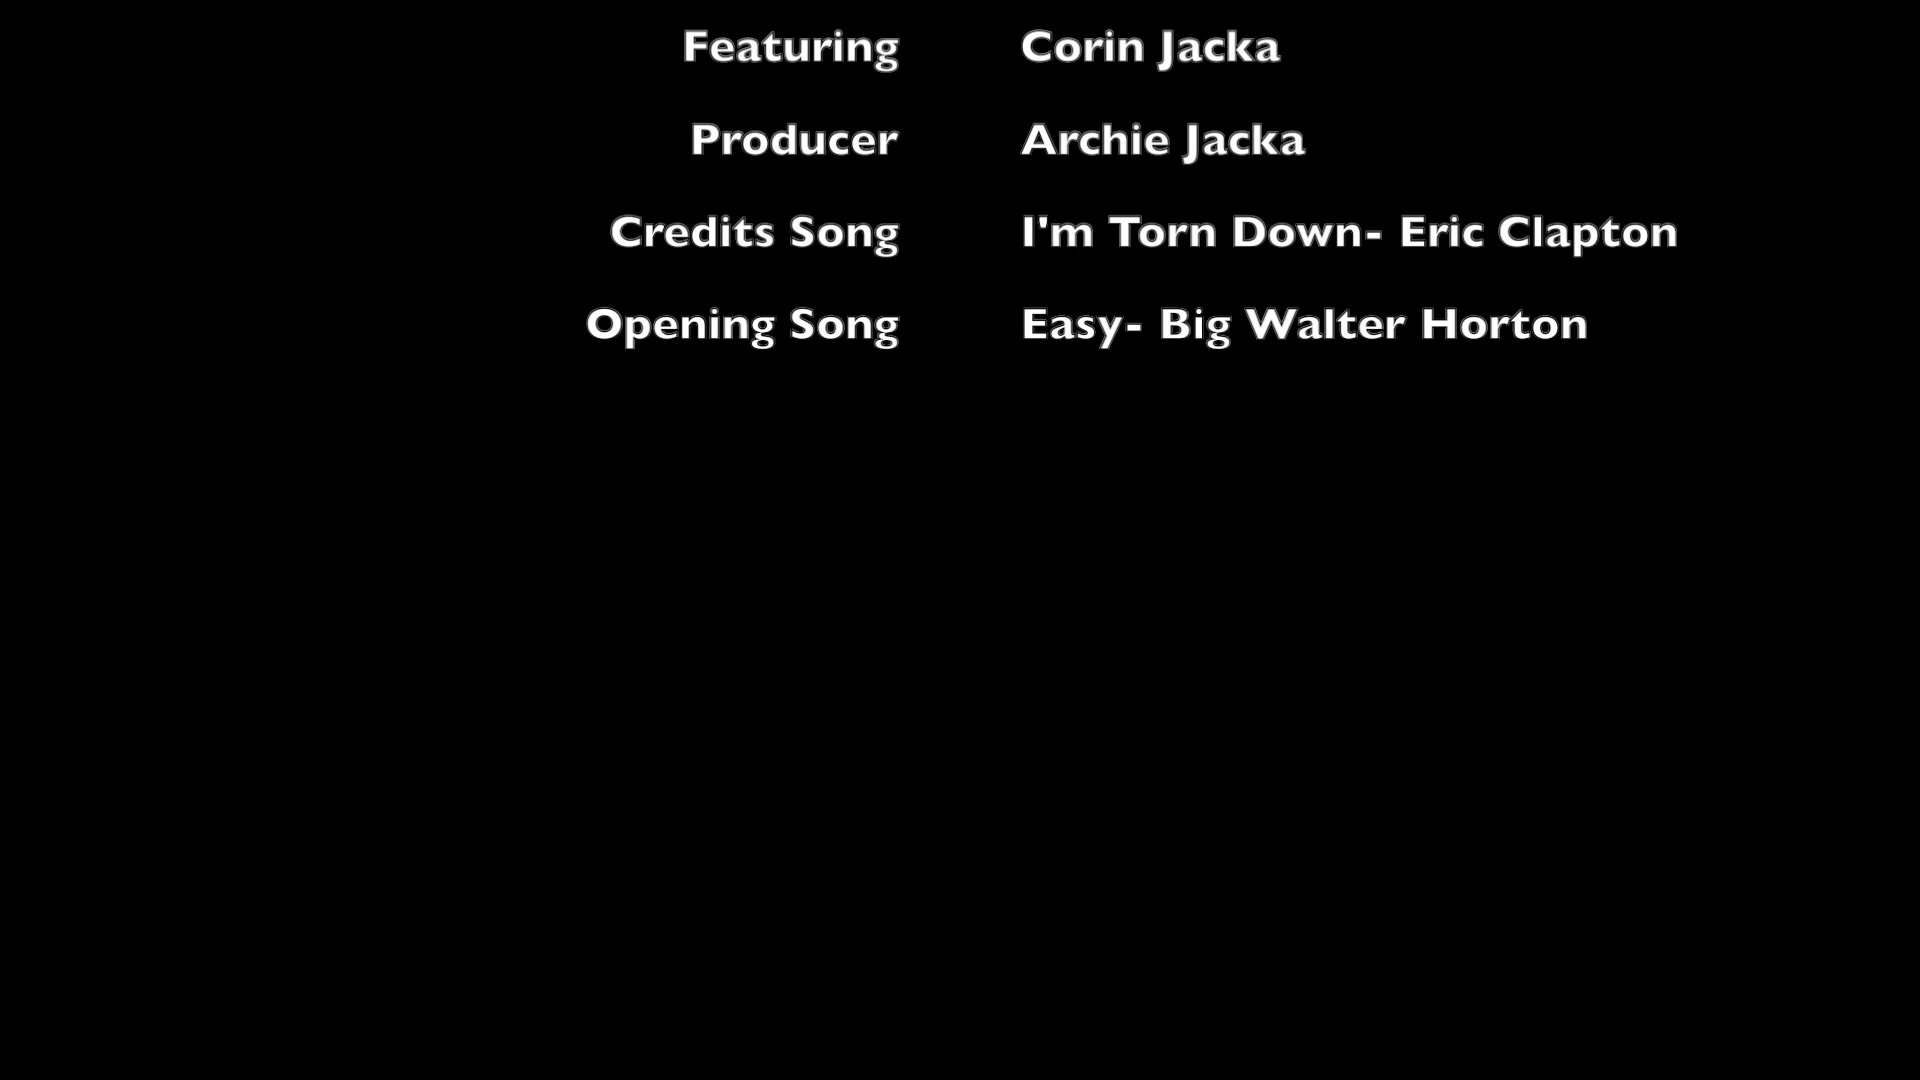 Featuring Corin Jacka
Producer Archie Jacka
Credits Song I'm Torn Down- Eric Clapton
Opening Song Easy- Big Walter Horton